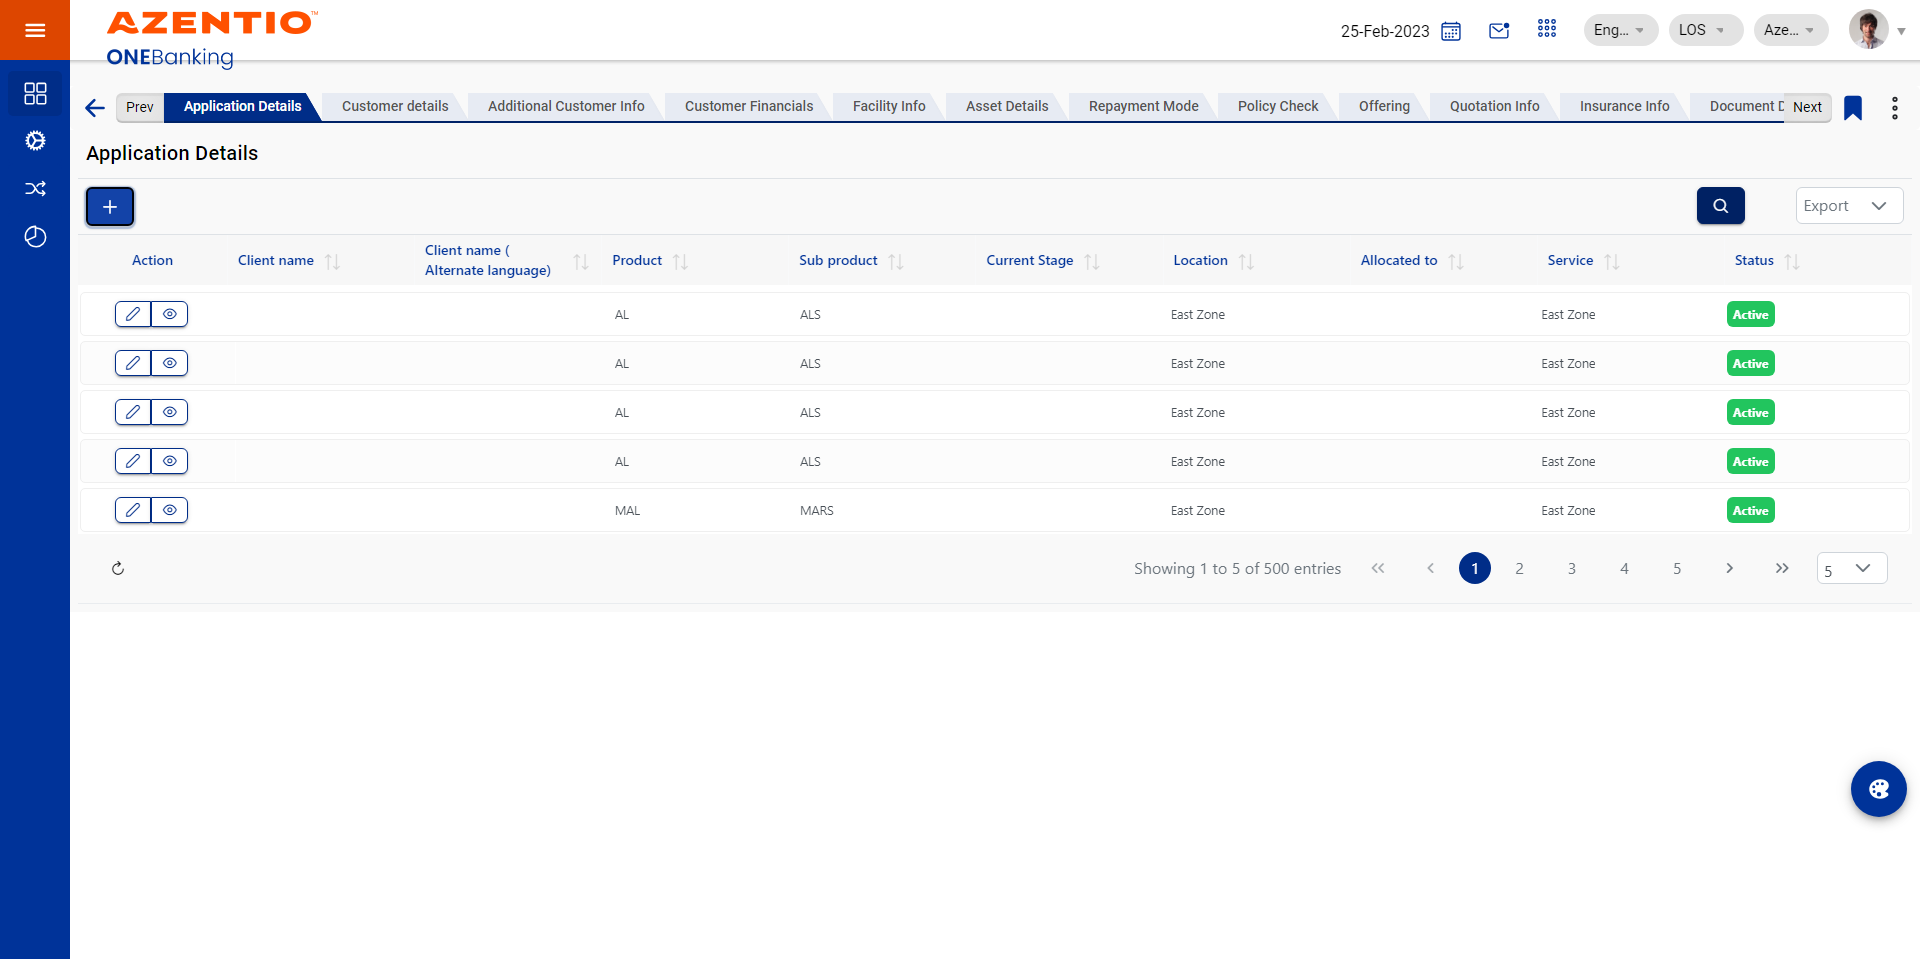 AZENTIO™
ONEBanking
25-Feb-2023
Eng...
LOS
Aze...
Prev
Application Details
Customer details
Additional Customer Info
Customer Financials
Facility Info
Asset Details
Repayment Mode
Policy Check
Offering
Quotation Info
Insurance Info
Document D
Next
Application Details
+
Export
Action Client name Client name ( Product Sub product Current Stage Location Allocated to Service Status
Alternate language)
AL ALS East Zone East Zone Active
AL ALS East Zone East Zone Active
AL ALS East Zone East Zone Active
AL ALS East Zone East Zone Active
MAL MARS East Zone East Zone Active
Showing 1 to 5 of 500 entries << < 1 2 3 4 5 > >> 5